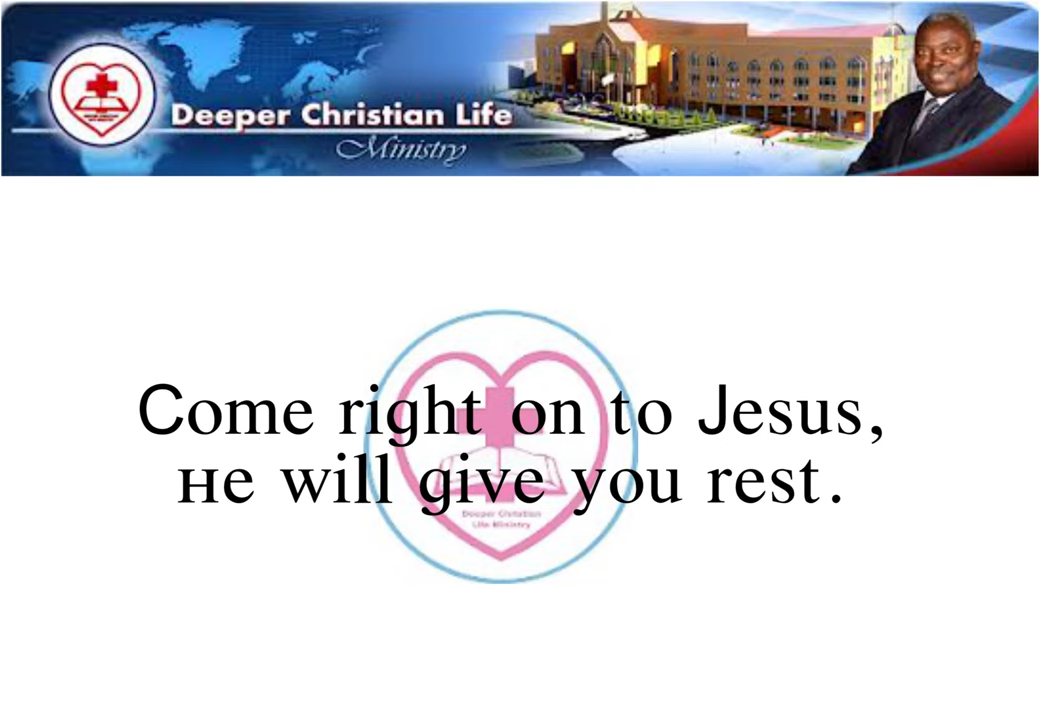 Deeper Christian Life
Ministry
Come right on to Jesus,
He will give you rest.
Deeper Christian
Life Ministry